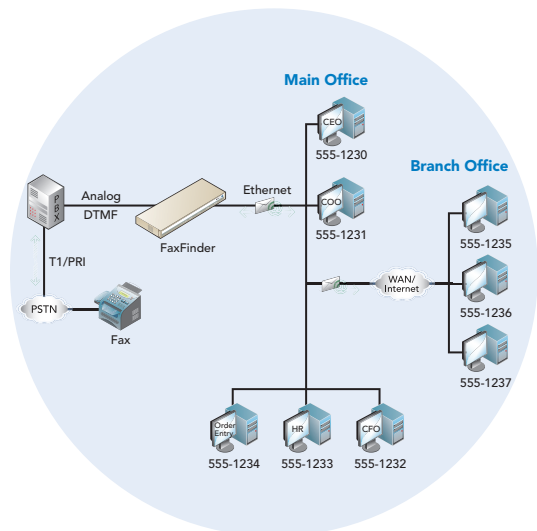 Main Office
CEO
555-1230
Branch Office
PBX
Analog
DTMF
Ethernet
COO
555-1231
FaxFinder
555-1235
T1/PRI
WAN/
Internet
555-1236
PSTN
Fax
555-1237
Order
Entry
HR
CFO
555-1234
555-1233
555-1232